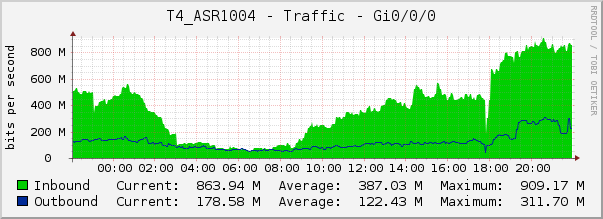 T4_ASR1004 - Traffic - Gi0/0/0
RRDTOOL / TOBI OETIKER
bits per second
800 M
600 M
400 M
200 M
0
00:00 02:00 04:00 06:00 08:00 10:00 12:00 14:00 16:00 18:00 20:00
Inbound Current: 863.94 M Average: 387.03 M Maximum: 909.17 M
Outbound Current: 178.58 M Average: 122.43 M Maximum: 311.70 M